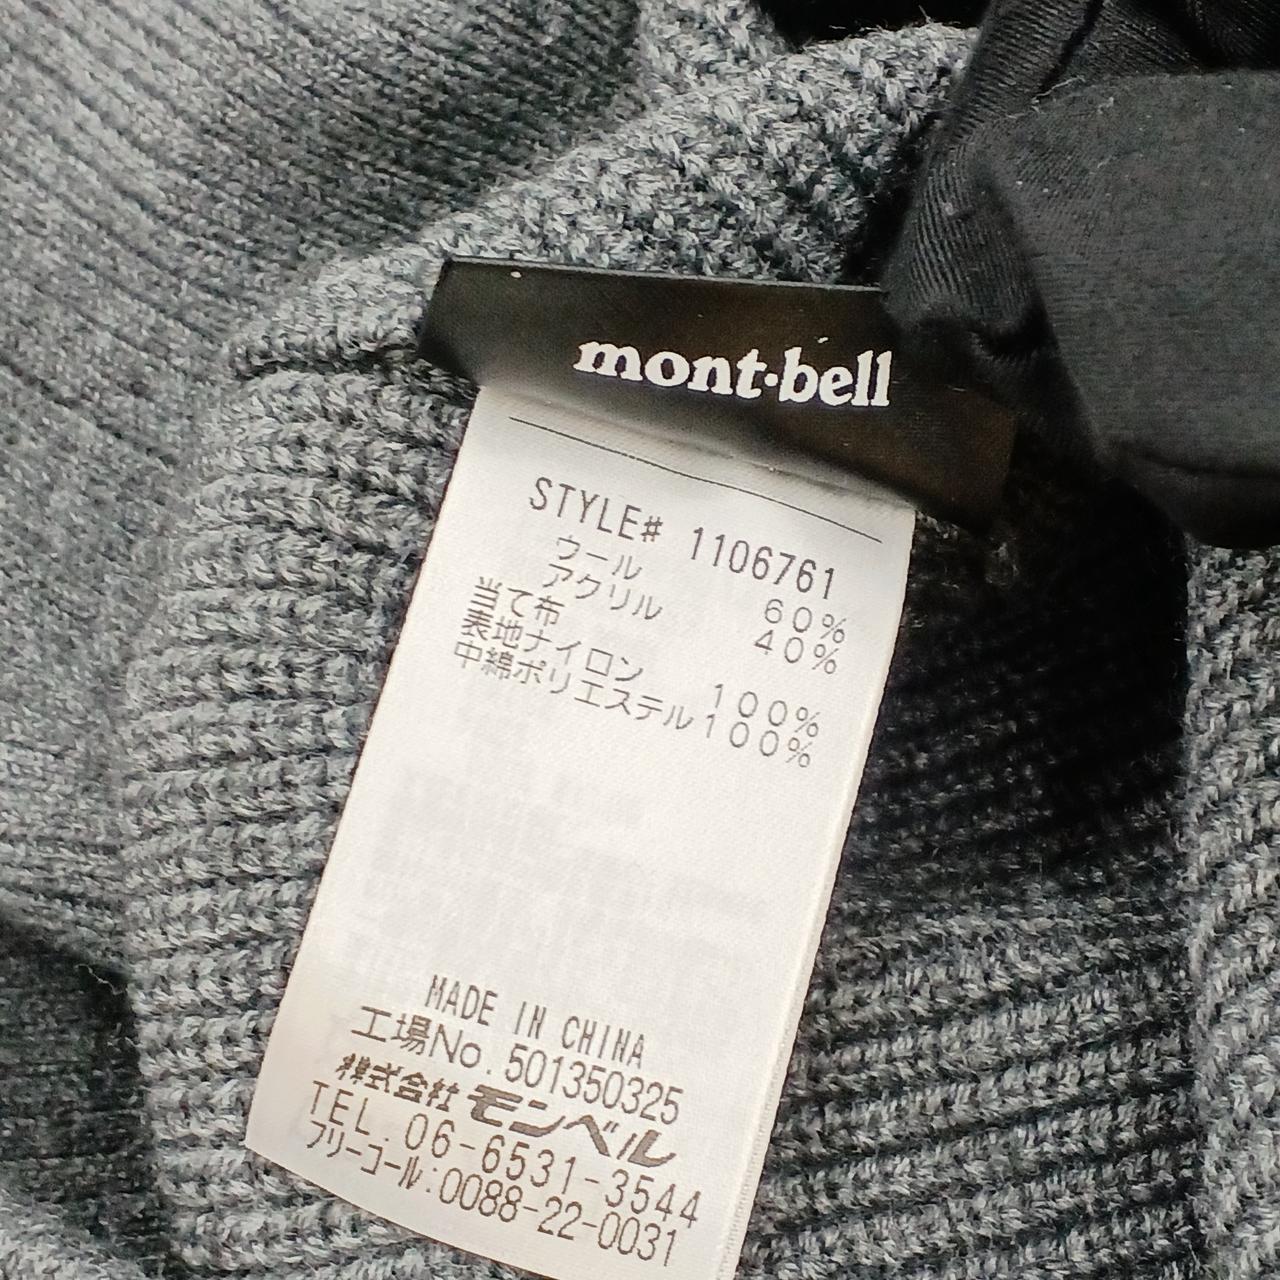 mont·bell
STYLE# 1106761
ウール 60%
アクリル 40%
当て布
表地ナイロン 100%
中綿ポリエステル100%
MADE IN CHINA
工場No.501350325
株式会社モンベル
TEL.06-6531-3544
フリーコール:0088-22-0031